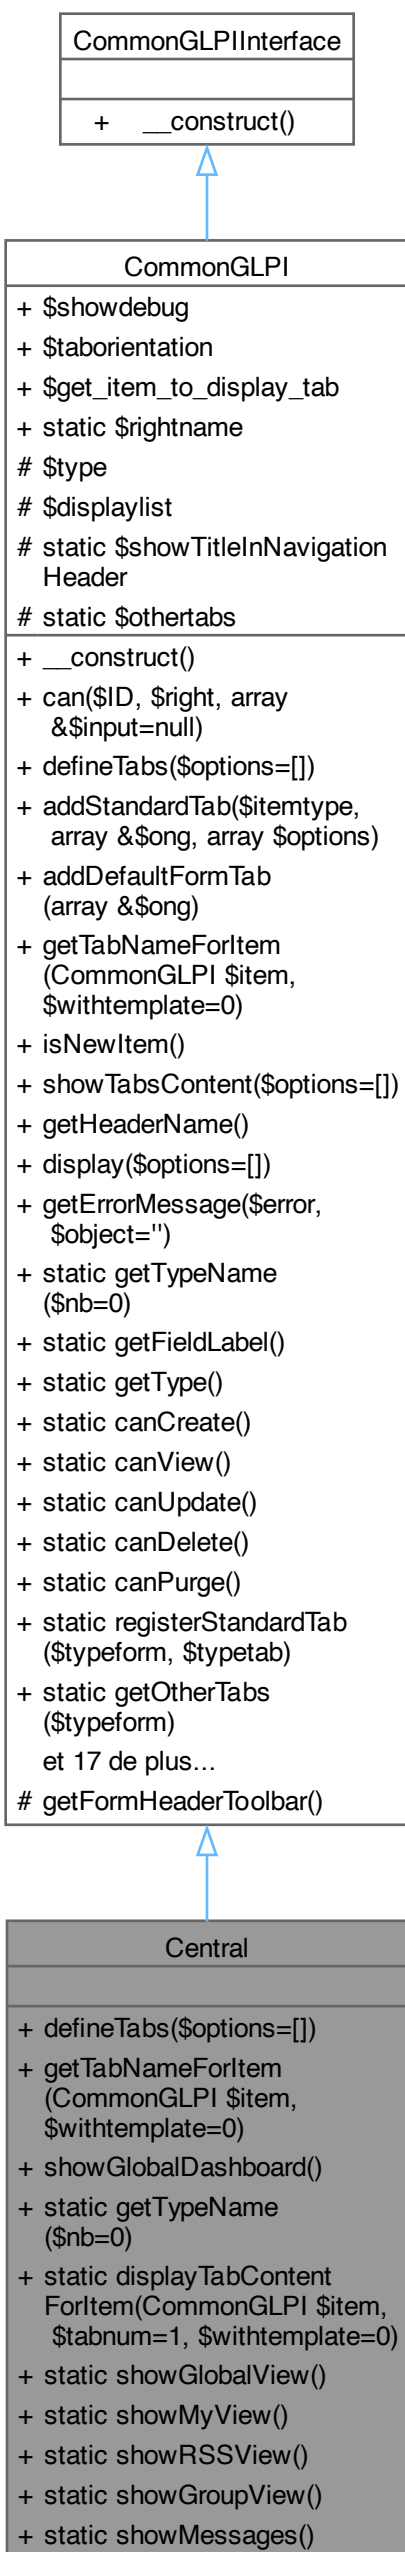 CommonGLPIInterface
+ __construct()
CommonGLPI
+ $showdebug
+ $taborientation
+ $get_item_to_display_tab
+ static $rightname
# $type
# $displaylist
# static $showTitleInNavigation
Header
# static $othertabs
+ __construct()
+ can($ID, $right, array
&$input=null)
+ defineTabs($options=[])
+ addStandardTab($itemtype,
array &$ong, array $options)
+ addDefaultFormTab
(array &$ong)
+ getTabNameForItem
(CommonGLPI $item,
$withtemplate=0)
+ isNewItem()
+ showTabsContent($options=[])
+ getHeaderName()
+ display($options=[])
+ getErrorMessage($error,
$object='')
+ static getTypeName
($nb=0)
+ static getFieldLabel()
+ static getType()
+ static canCreate()
+ static canView()
+ static canUpdate()
+ static canDelete()
+ static canPurge()
+ static registerStandardTab
($typeform, $typetab)
+ static getOtherTabs
($typeform)
et 17 de plus...
# getFormHeaderToolbar()
Central
+ defineTabs($options=[])
+ getTabNameForItem
(CommonGLPI $item,
$withtemplate=0)
+ showGlobalDashboard()
+ static getTypeName
($nb=0)
+ static displayTabContent
ForItem(CommonGLPI $item,
$tabnum=1, $withtemplate=0)
+ static showGlobalView()
+ static showMyView()
+ static showRSSView()
+ static showGroupView()
+ static showMessages()